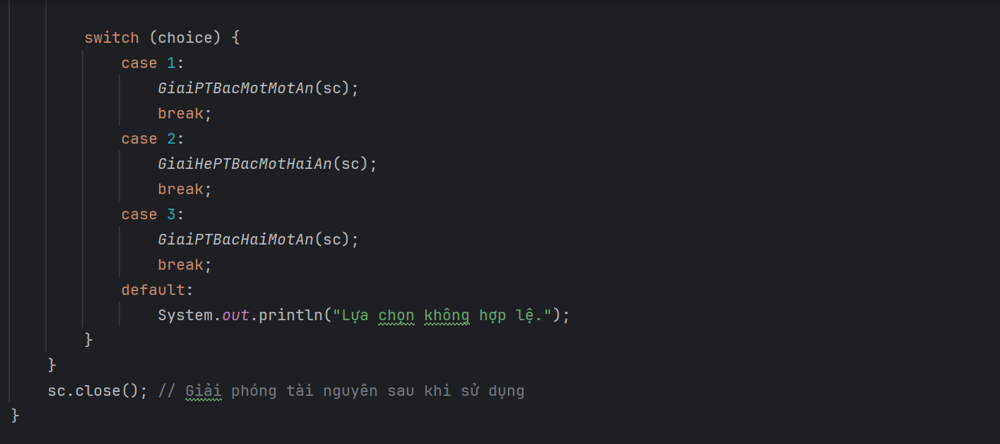 switch (choice) {
case 1:
GiaiPTBacMotMotAn(sc);
break;
case 2:
GiaiHePTBacMotHaiAn(sc);
break;
case 3:
GiaiPTBacHaiMotAn(sc);
break;
default:
System.out.println("Lựa chọn không hợp lệ.");
}
}
sc.close(); // Giải phóng tài nguyên sau khi sử dụng
}